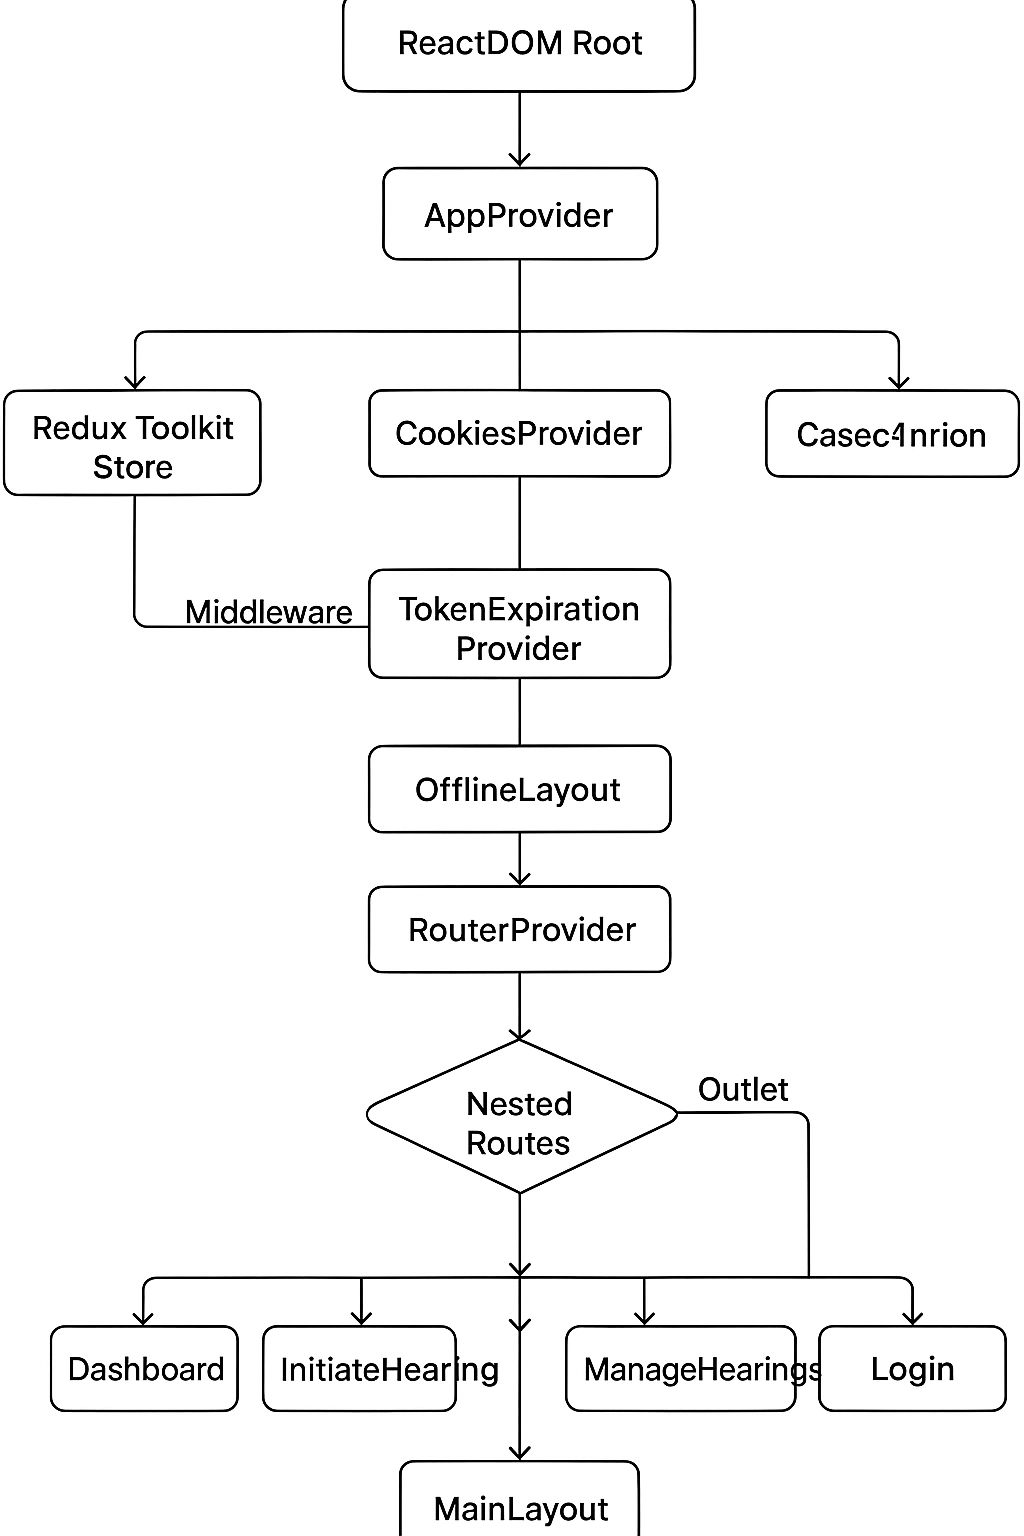 ReactDOM Root
AppProvider
Redux Toolkit
Store
CookiesProvider
Casec4nrion
Middleware
TokenExpiration
Provider
OfflineLayout
RouterProvider
Nested
Routes
Outlet
Dashboard
InitiateHearing
ManageHearings
Login
MainLayout